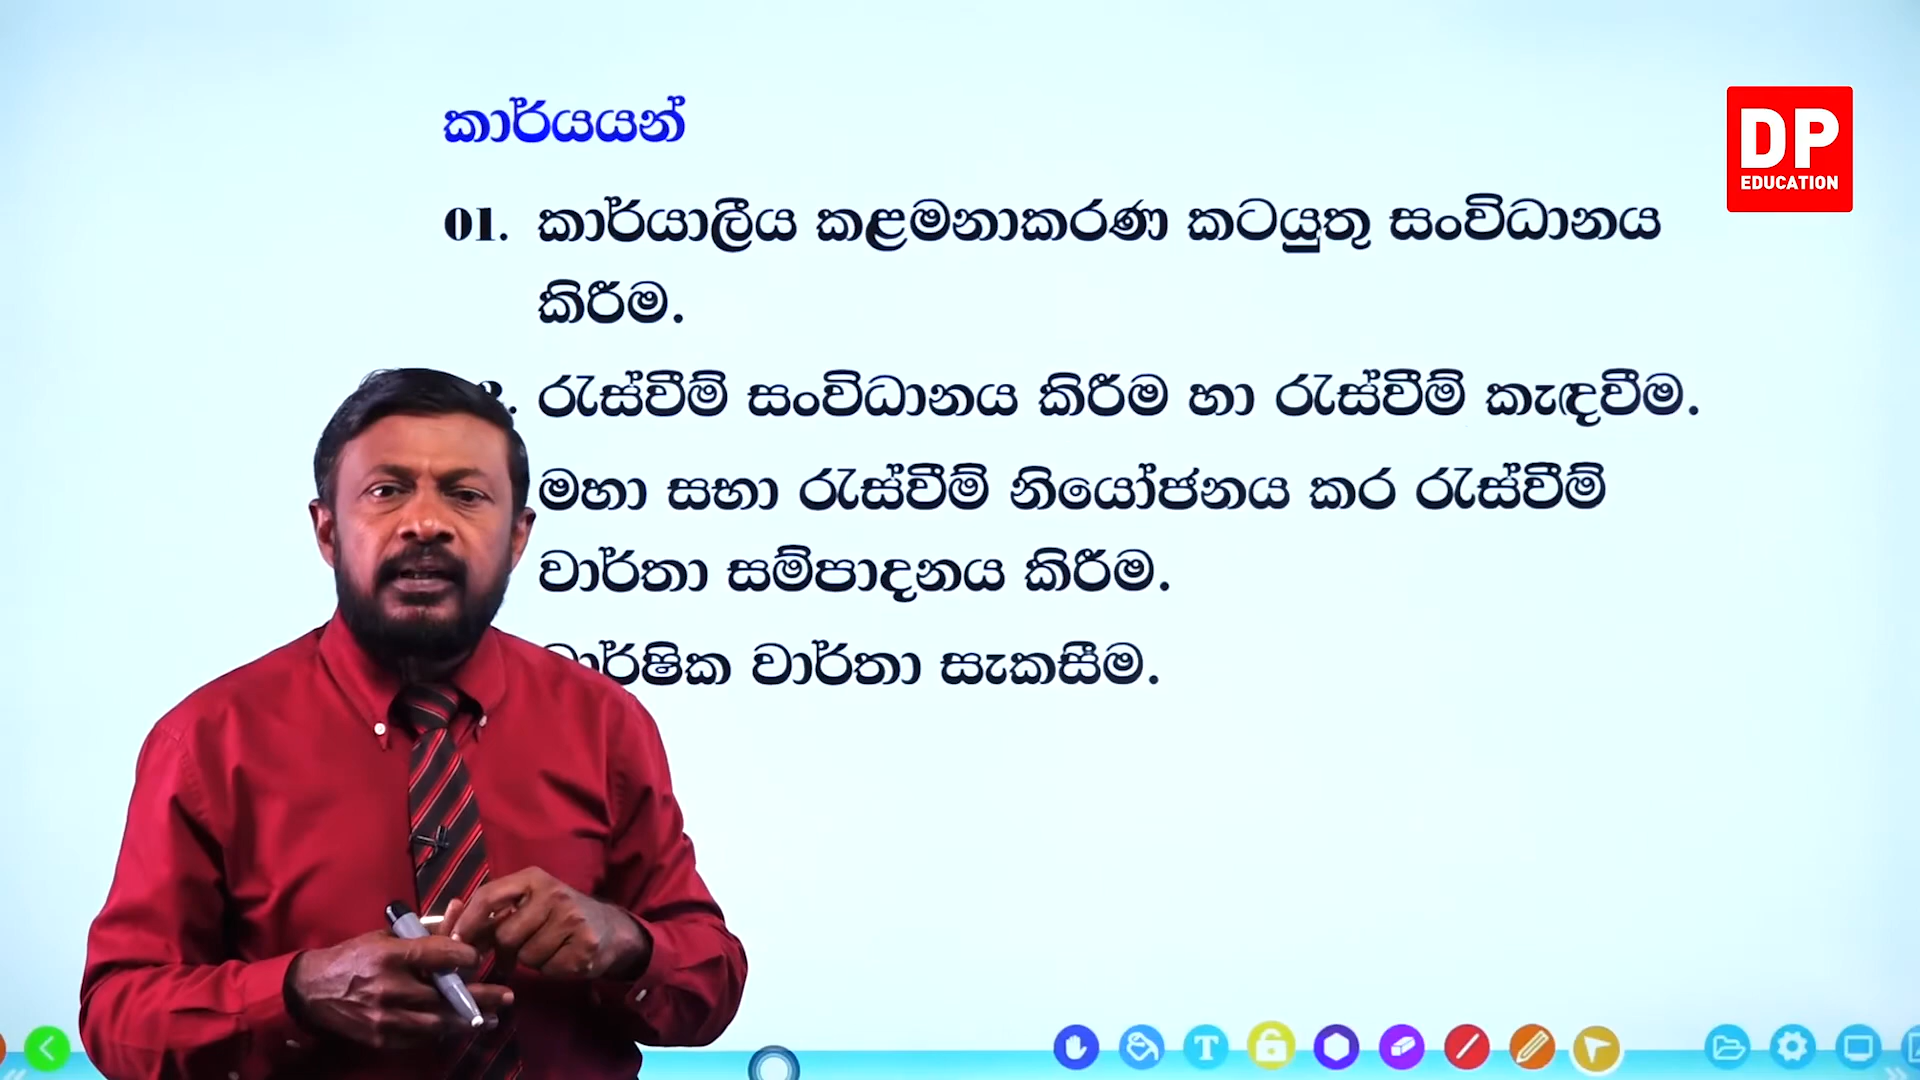 කාර්යයන්
DP
EDUCATION
01. කාර්යාලීය කළමනාකරණ කටයුතු සංවිධානය
කිරීම.
රැස්වීම් සංවිධානය කිරීම හා රැස්වීම් කැඳවීම.
මහා සභා රැස්වීම් නියෝජනය කර රැස්වීම්
වාර්තා සම්පාදනය කිරීම.
වාර්ෂික වාර්තා සැකසීම.
T